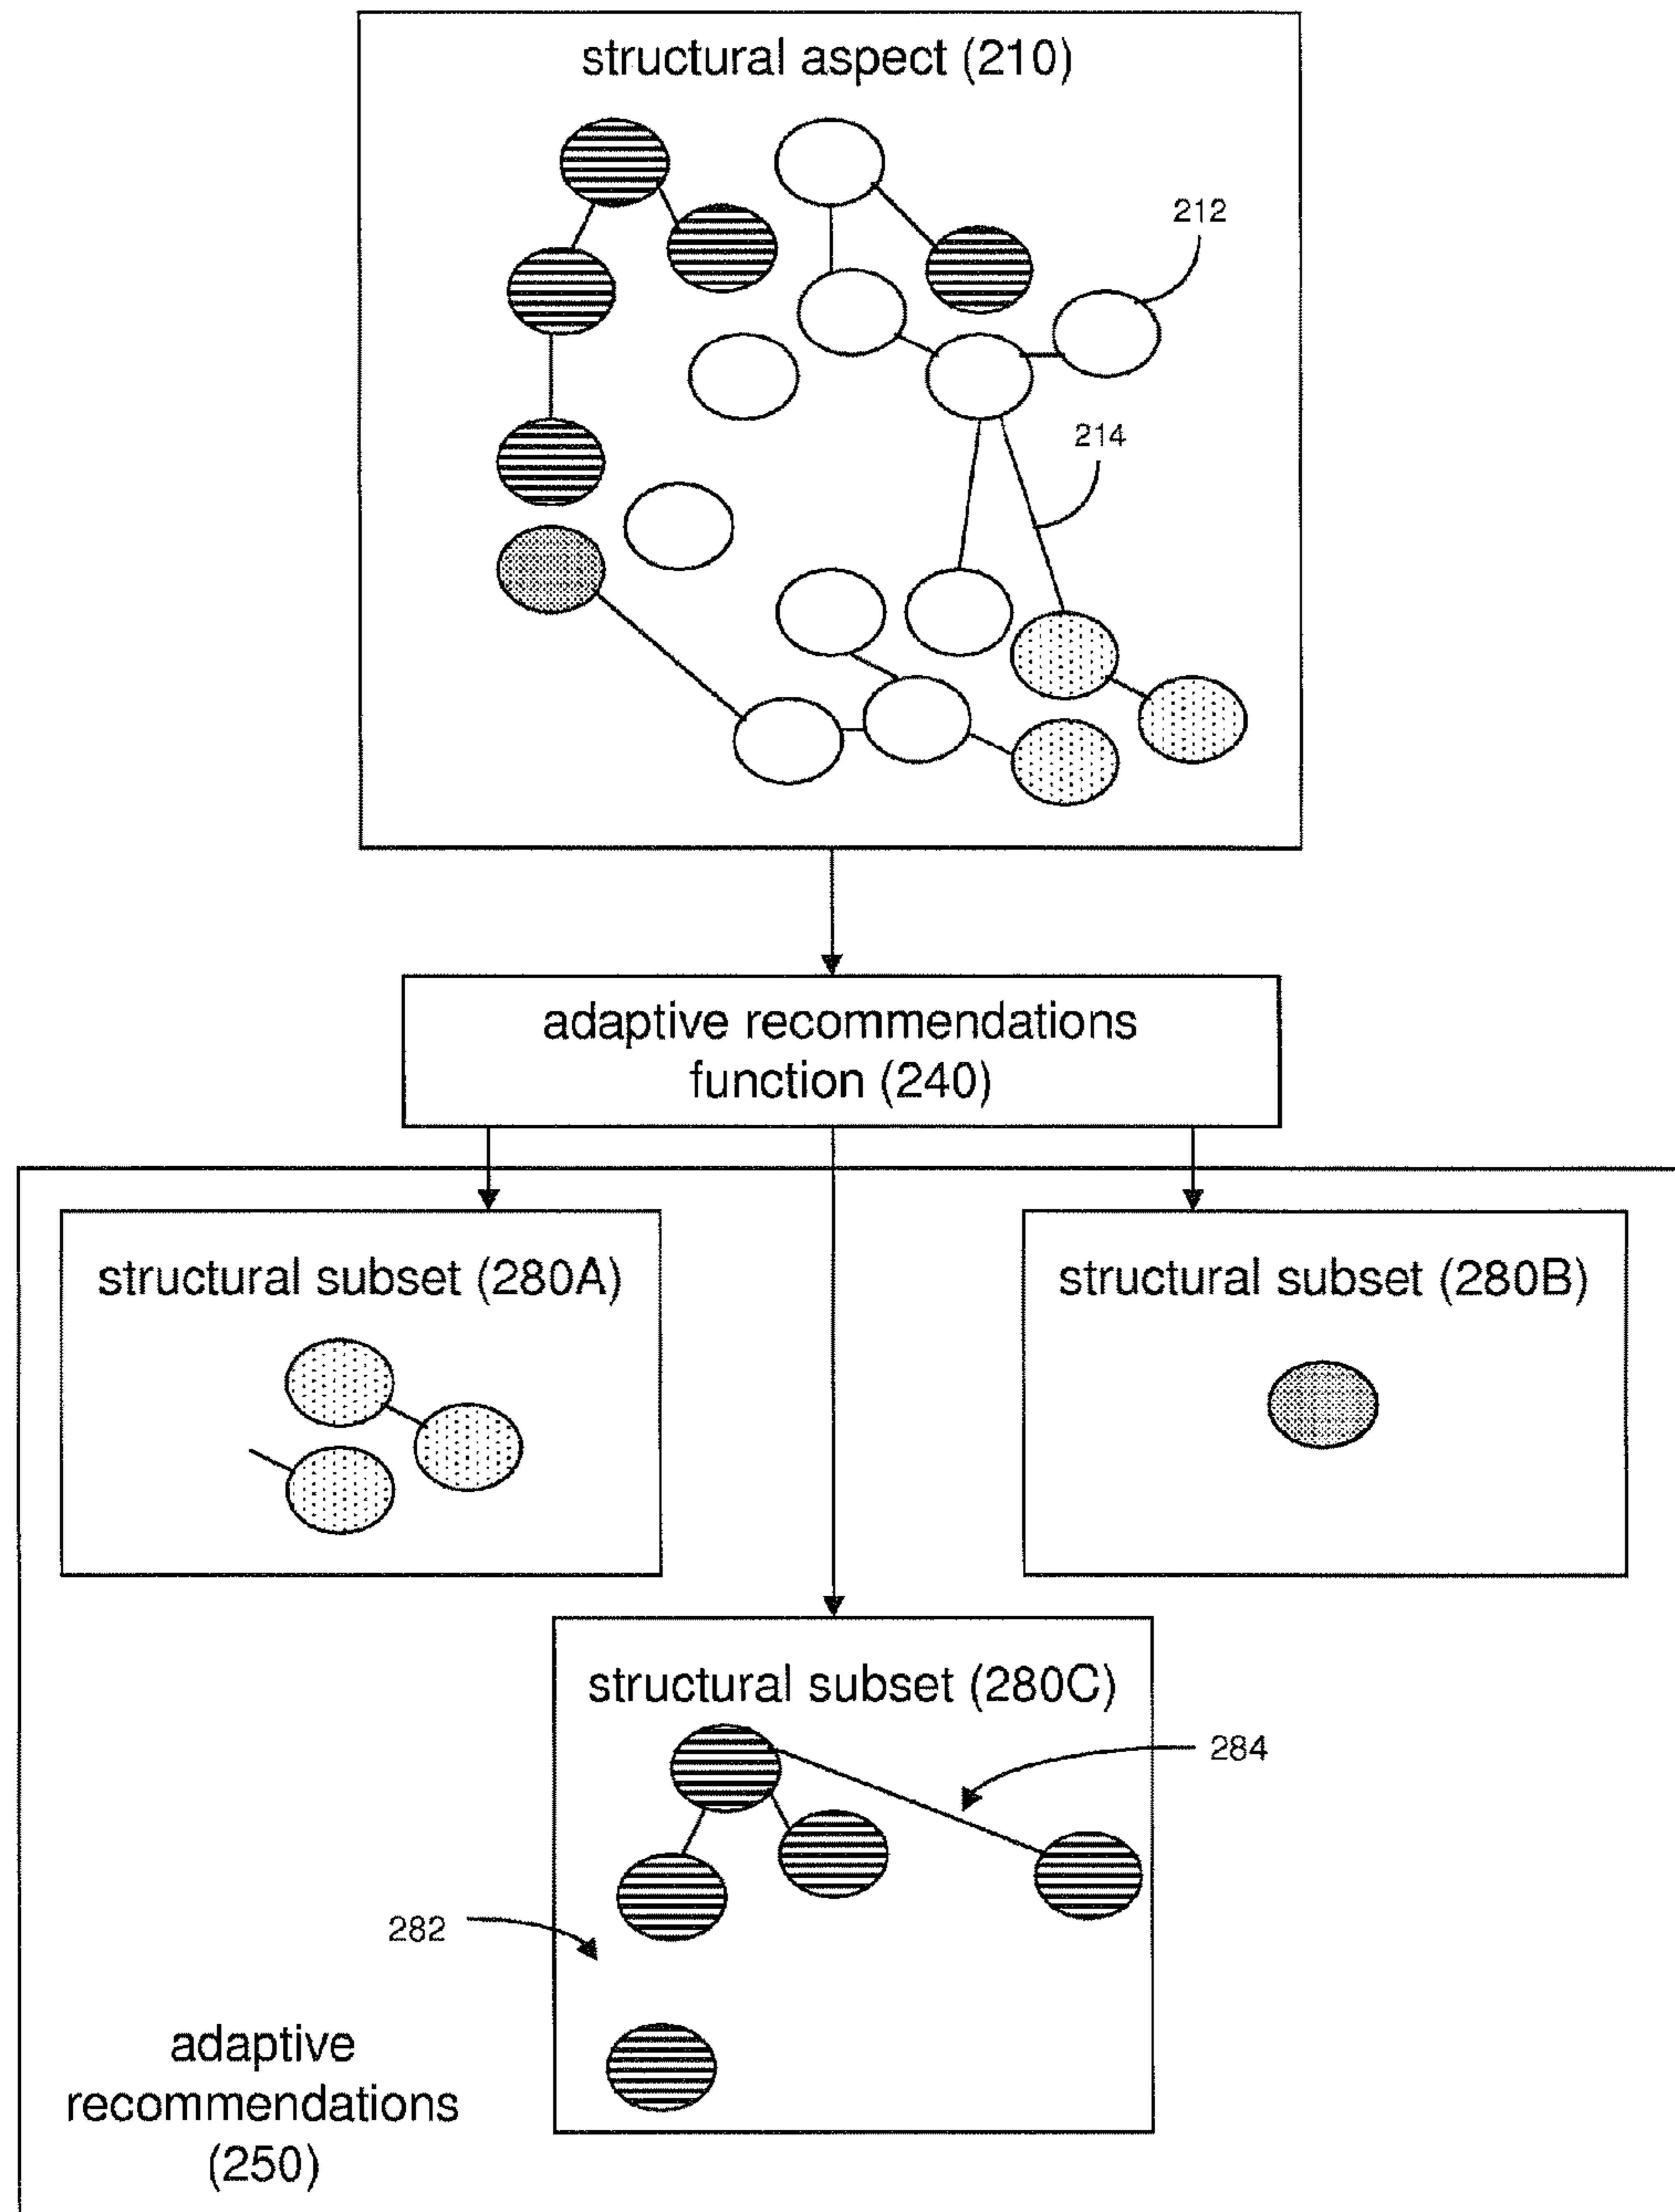 structural aspect (210)
212
214
adaptive recommendations
function (240)
structural subset (280A)
structural subset (280B)
structural subset (280C)
284
282
adaptive
recommendations
(250)